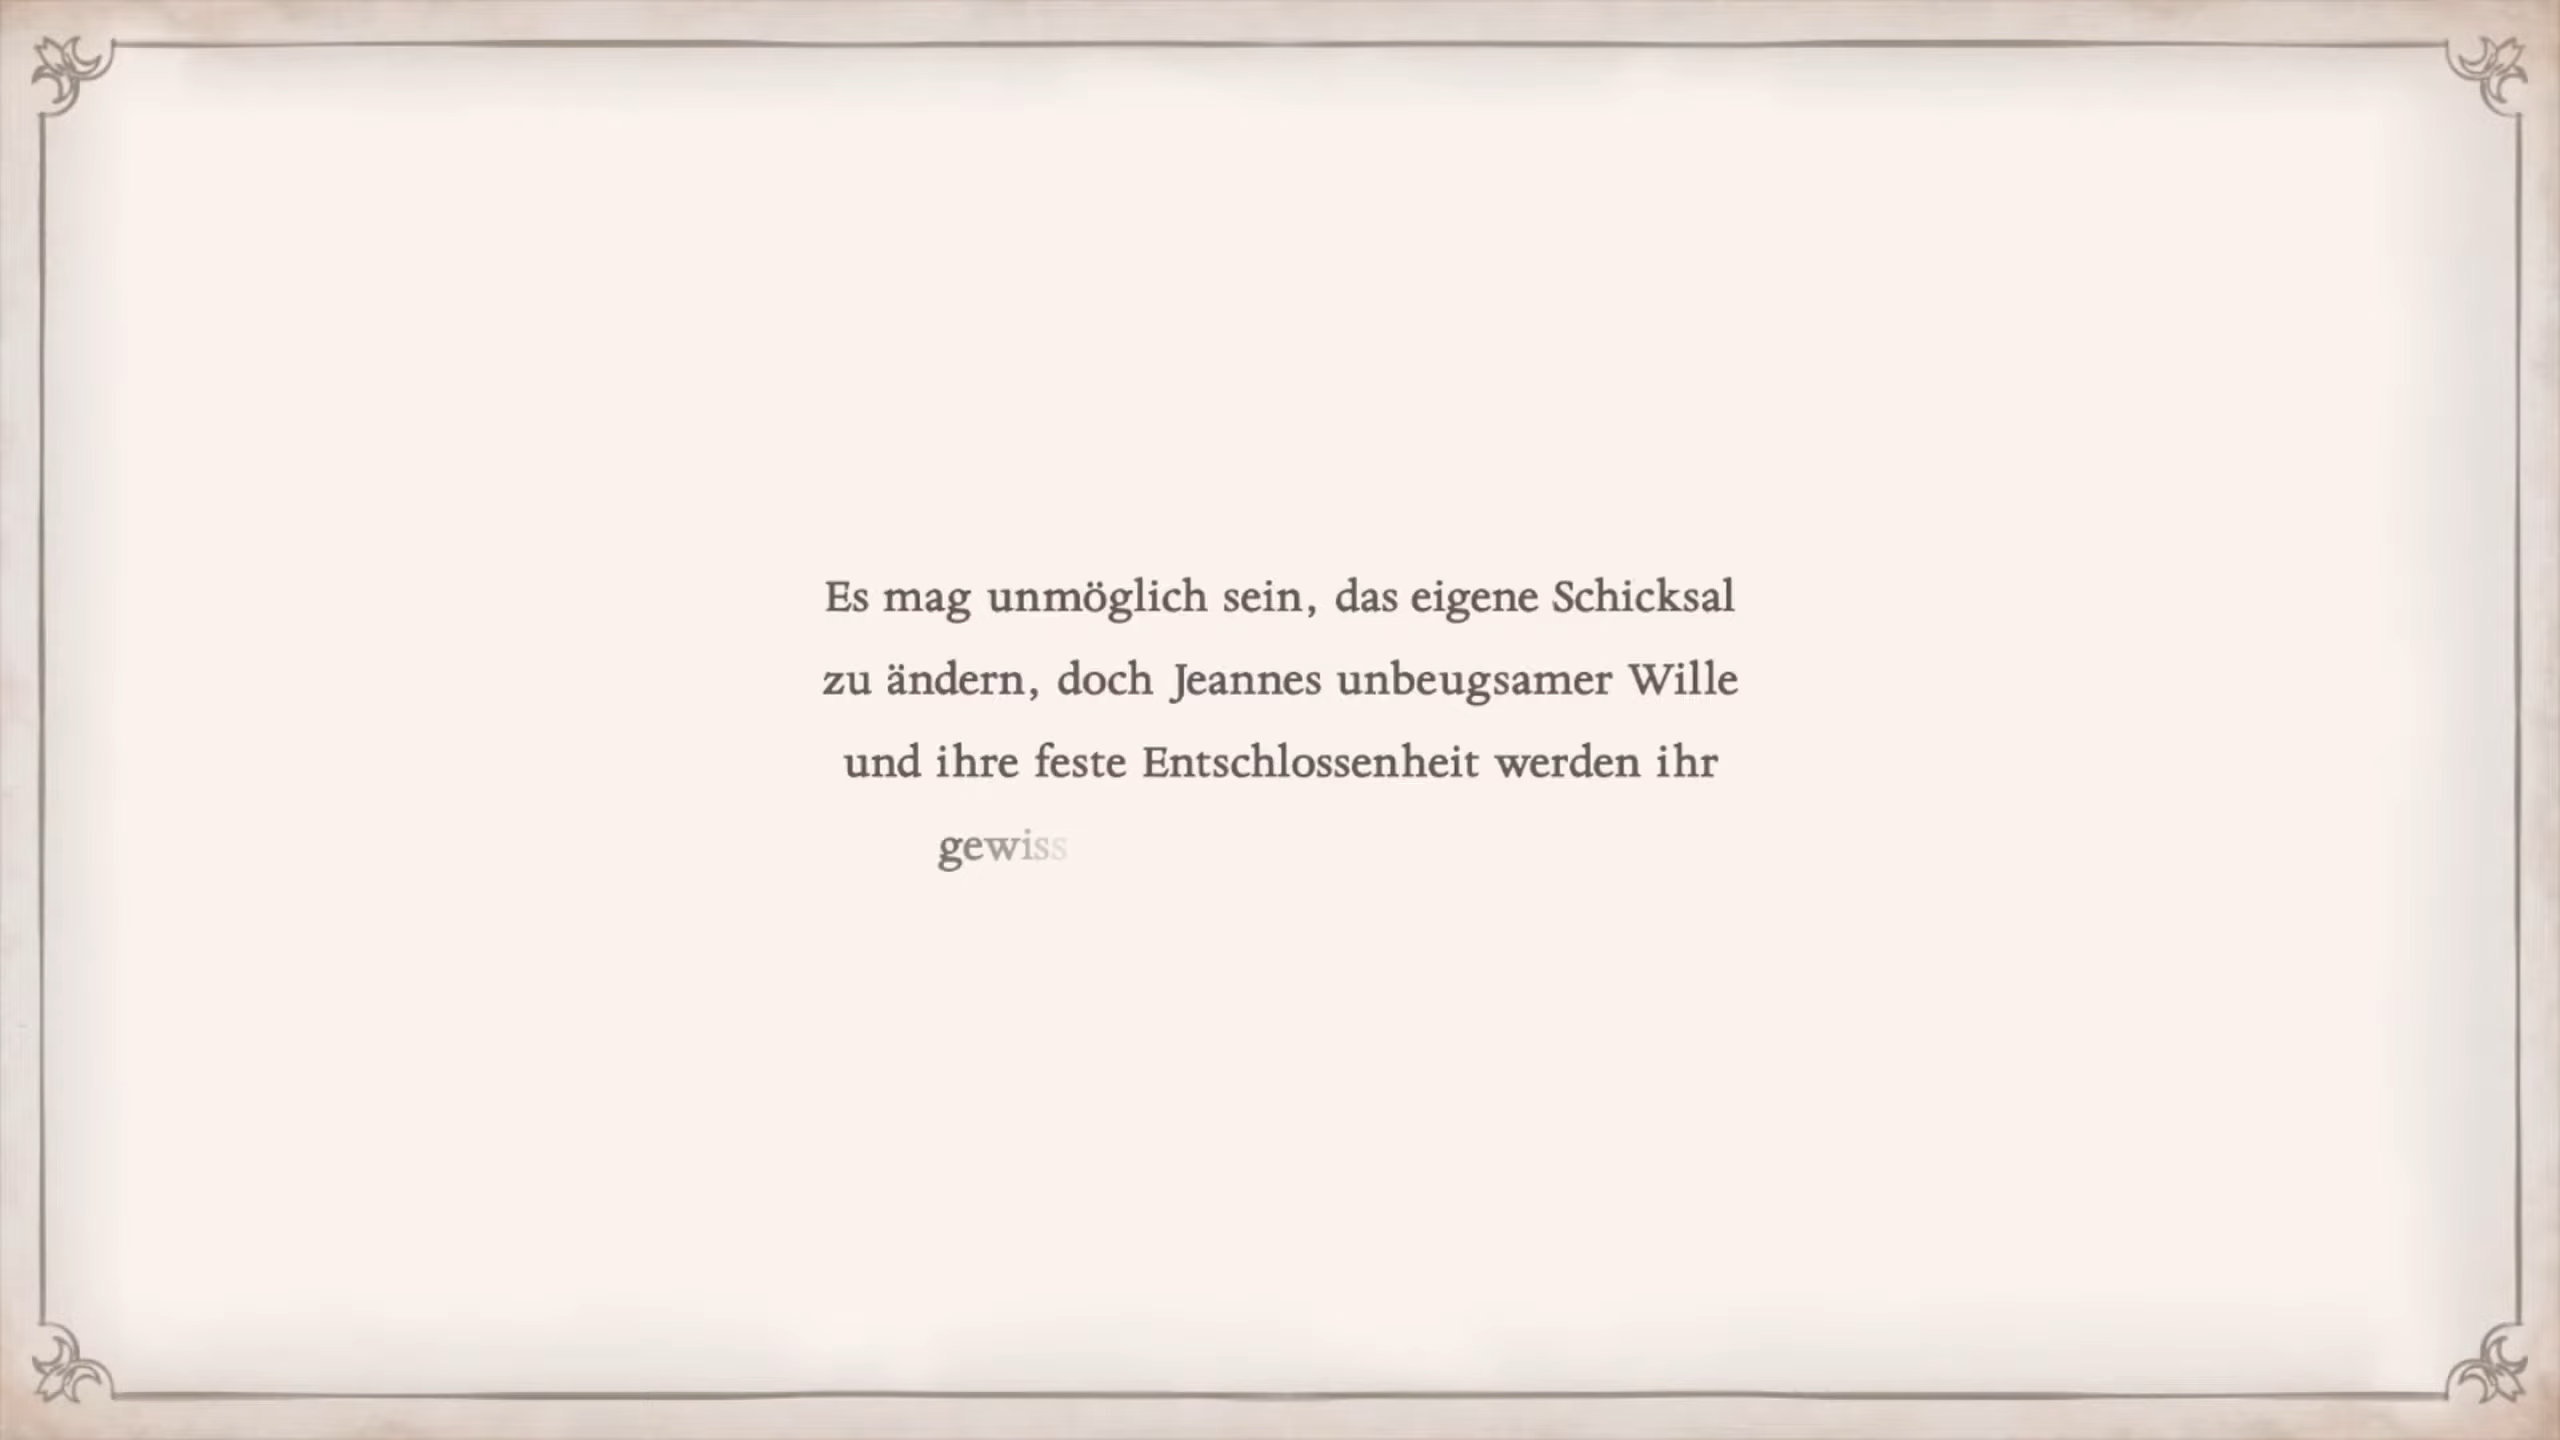 Es mag unmöglich sein, das eigene Schicksal
zu ändern, doch Jeannes unbeugsamer Wille
und ihre feste Entschlossenheit werden ihr
gewiss